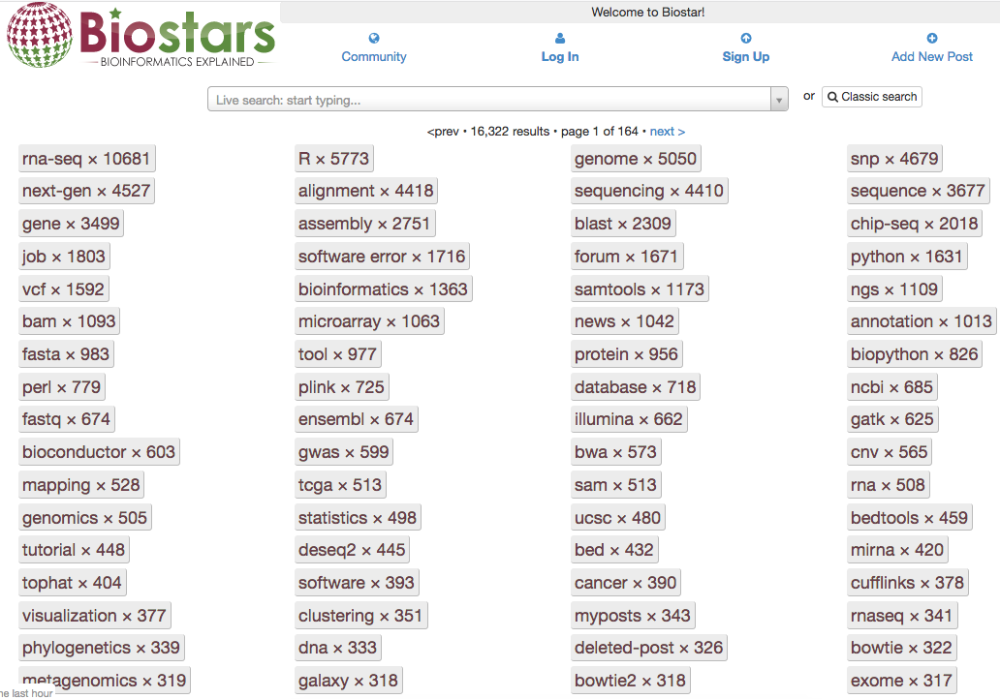 Welcome to Biostar!
Biostars
BIOINFORMATICS EXPLAINED
Community Log In Sign Up Add New Post
Live search: start typing... or Classic search
<prev • 16,322 results • page 1 of 164 • next >
rna-seq × 10681 R × 5773 genome × 5050 snp × 4679
next-gen × 4527 alignment × 4418 sequencing × 4410 sequence × 3677
gene × 3499 assembly × 2751 blast × 2309 chip-seq × 2018
job × 1803 software error × 1716 forum × 1671 python × 1631
vcf × 1592 bioinformatics × 1363 samtools × 1173 ngs × 1109
bam × 1093 microarray × 1063 news × 1042 annotation × 1013
fasta × 983 tool × 977 protein × 956 biopython × 826
perl × 779 plink × 725 database × 718 ncbi × 685
fastq × 674 ensembl × 674 illumina × 662 gatk × 625
bioconductor × 603 gwas × 599 bwa × 573 cnv × 565
mapping × 528 tcga × 513 sam × 513 rna × 508
genomics × 505 statistics × 498 ucsc × 480 bedtools × 459
tutorial × 448 deseq2 × 445 bed × 432 mirna × 420
tophat × 404 software × 393 cancer × 390 cufflinks × 378
visualization × 377 clustering × 351 myposts × 343 rnaseq × 341
phylogenetics × 339 dna × 333 deleted-post × 326 bowtie × 322
metagenomics × 319 galaxy × 318 bowtie2 × 318 exome × 317
last hour